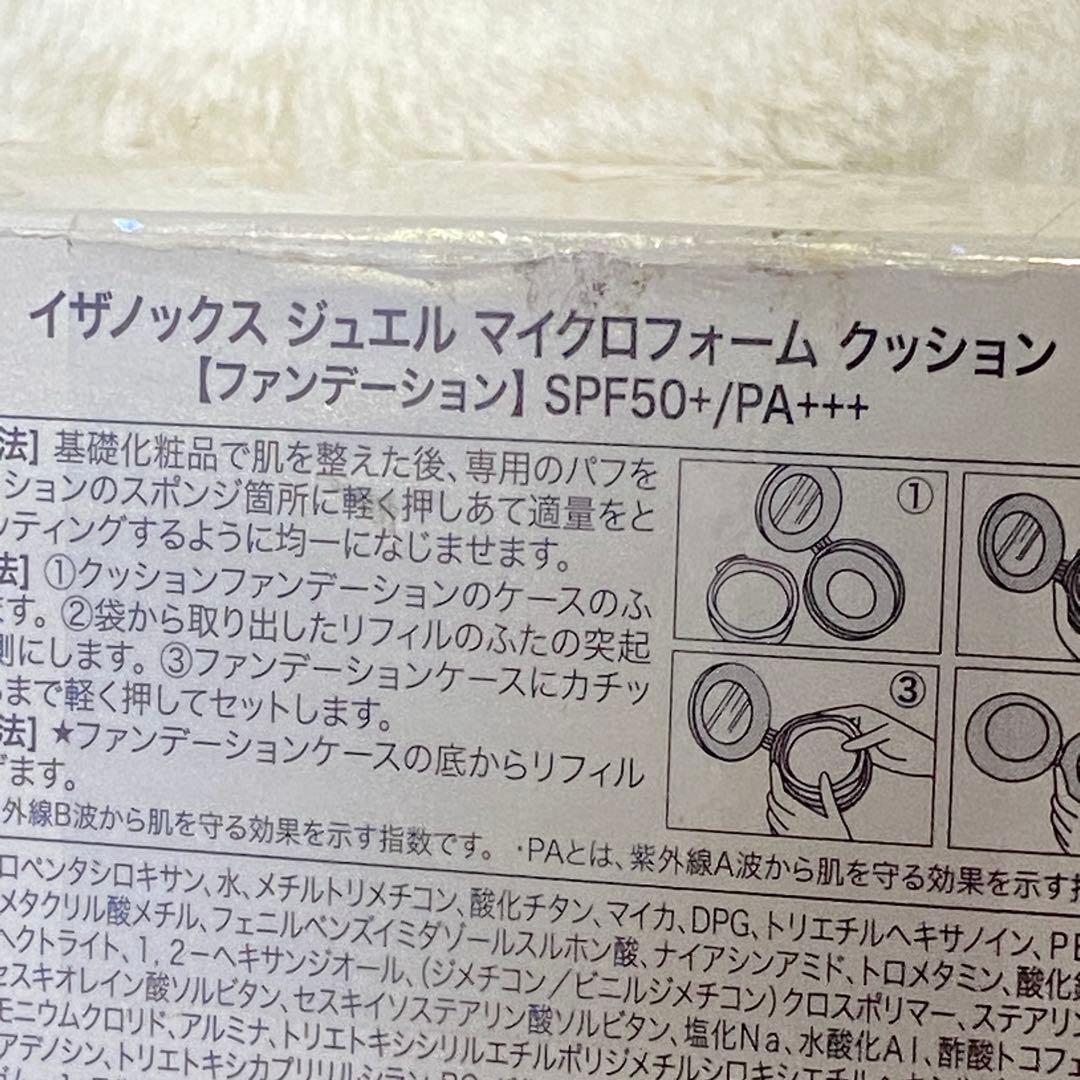 イザノックス ジュエル マイクロフォーム クッション
【ファンデーション】 SPF50+/PA+++
法] 基礎化粧品で肌を整えた後、専用のパフを
ションのスポンジ箇所に軽く押しあて適量をと
ッティングするように均一になじませます。
法] ①クッションファンデーションのケースのふ
ます。②袋から取り出したリフィルのふたの突起
側にします。③ファンデーションケースにカチッ
まで軽く押してセットします。
法] ★ファンデーションケースの底からリフィル
げます。
① 
③
外線B波から肌を守る効果を示す指数です。 ・PAとは、紫外線A波から肌を守る効果を示す指
ロペンタシロキサン、水、メチルトリメチコン、酸化チタン、マイカ、DPG、トリエチルヘキサノイン、PE
メタクリル酸メチル、フェニルベンズイミダゾールスルホン酸、ナイアシンアミド、トロメタミン、酸化
ヘクトライト、1,2-ヘキサンジオール、(ジメチコン/ビニルジメチコン)クロスポリマー、ステアリン
セスキオレイン酸ソルビタン、セスキイソステアリン酸ソルビタン、塩化Na、水酸化Al、酢酸トコフェ
モニウムクロリド、アルミナ、トリエトキシシリルエチルポリジメチルシロキシエチル
アデノシン、トリエトキシカプリリルシラン